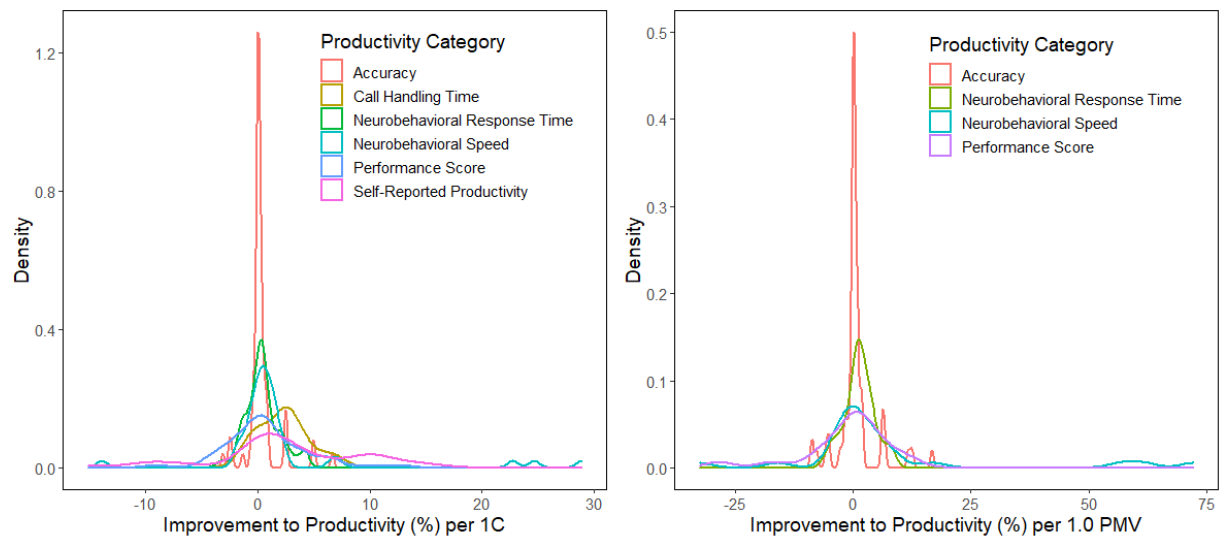 Productivity Category
Accuracy
Call Handling Time
Neurobehavioral Response Time
Neurobehavioral Speed
Performance Score
Self-Reported Productivity
Density
1.2
0.8
0.4
0.0
-10
0
10
20
30
Improvement to Productivity (%) per 1C
Productivity Category
Accuracy
Neurobehavioral Response Time
Neurobehavioral Speed
Performance Score
Density
0.5
0.4
0.3
0.2
0.1
0.0
-25
0
25
50
75
Improvement to Productivity (%) per 1.0 PMV